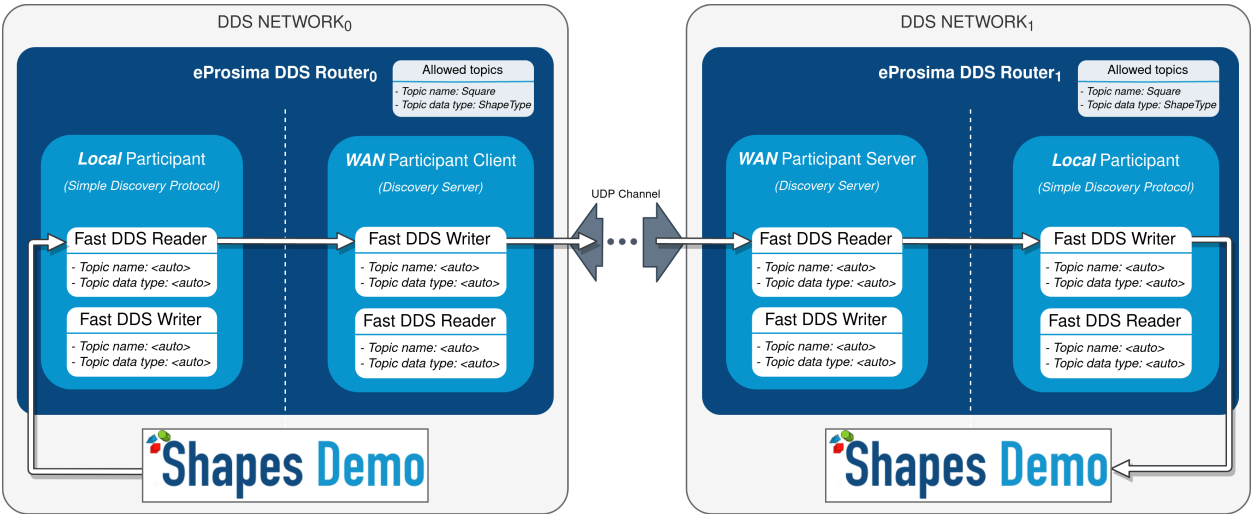 DDS NETWORK0
eProsima DDS Router0
Allowed topics
- Topic name: Square
- Topic data type: ShapeType
Local Participant
(Simple Discovery Protocol)
Fast DDS Reader
- Topic name: <auto>
- Topic data type: <auto>
Fast DDS Writer
- Topic name: <auto>
- Topic data type: <auto>
WAN Participant Client
(Discovery Server)
Fast DDS Writer
- Topic name: <auto>
- Topic data type: <auto>
Fast DDS Reader
- Topic name: <auto>
- Topic data type: <auto>
Shapes Demo
UDP Channel
DDS NETWORK1
eProsima DDS Router1
Allowed topics
- Topic name: Square
- Topic data type: ShapeType
WAN Participant Server
(Discovery Server)
Fast DDS Reader
- Topic name: <auto>
- Topic data type: <auto>
Fast DDS Writer
- Topic name: <auto>
- Topic data type: <auto>
Local Participant
(Simple Discovery Protocol)
Fast DDS Writer
- Topic name: <auto>
- Topic data type: <auto>
Fast DDS Reader
- Topic name: <auto>
- Topic data type: <auto>
Shapes Demo